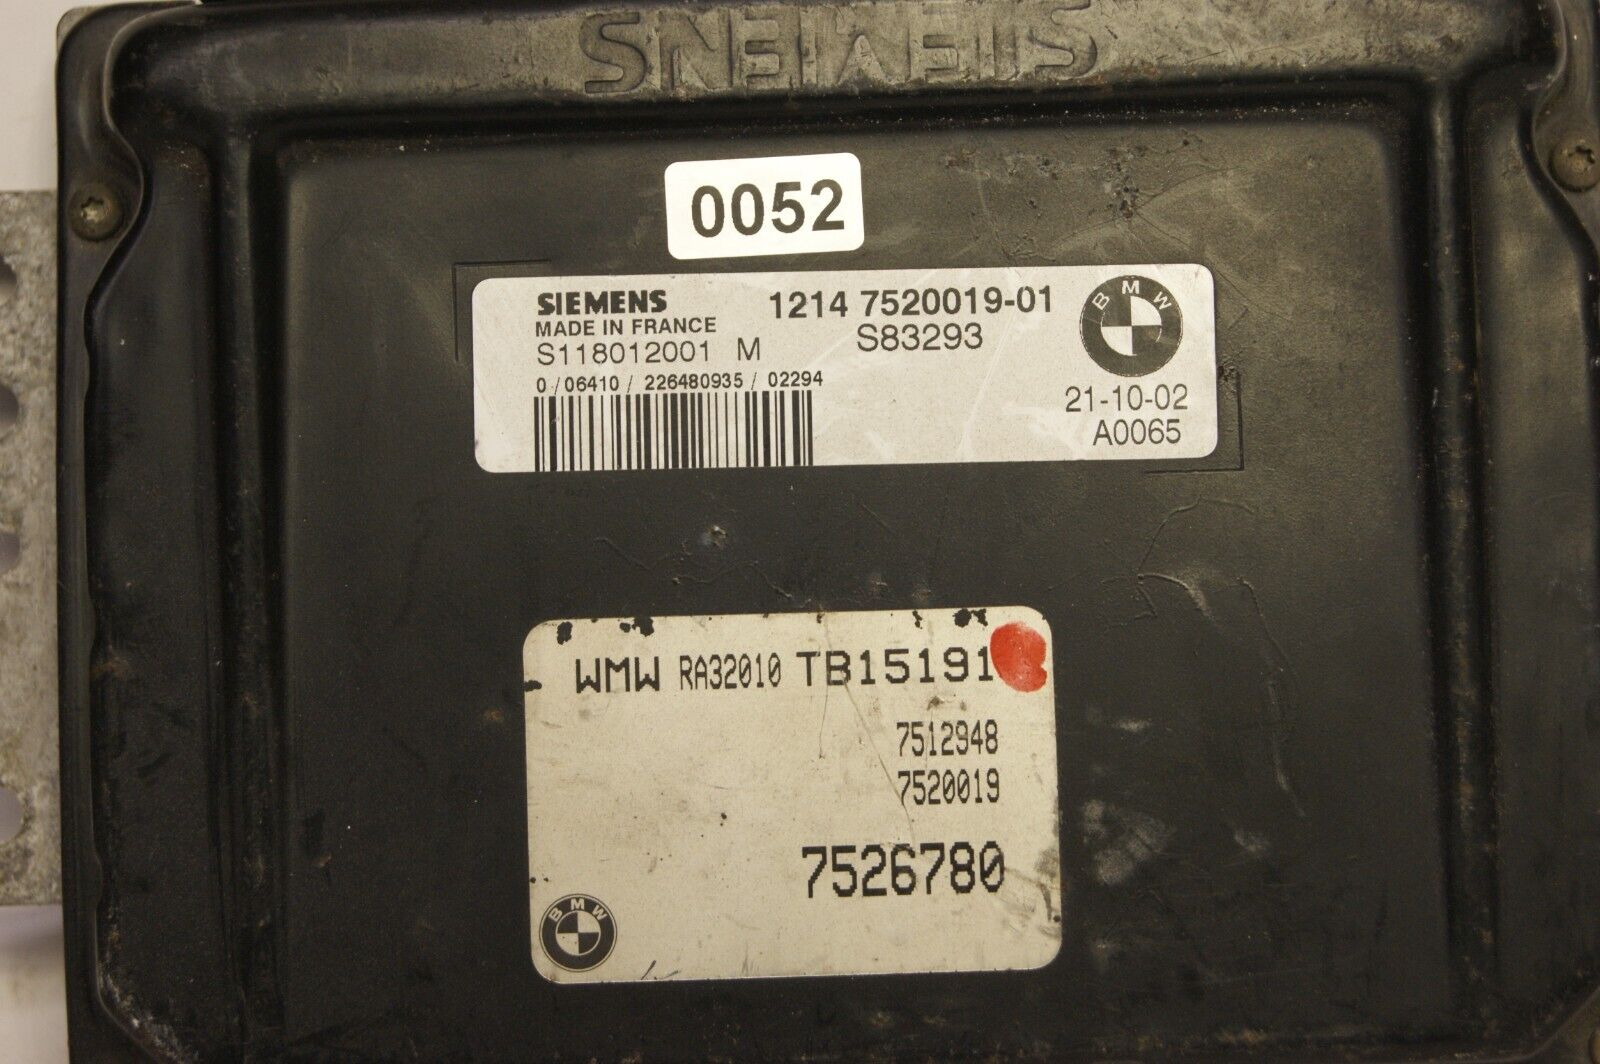 SIEMENS
0052
SIEMENS 1214 7520019-01
MADE IN FRANCE S83293
S118012001 M
0/06410/226480935/02294
BMW
21-10-02
A0065
WMW RA32010 TB15191
7512948
7520019
7526780
BMW